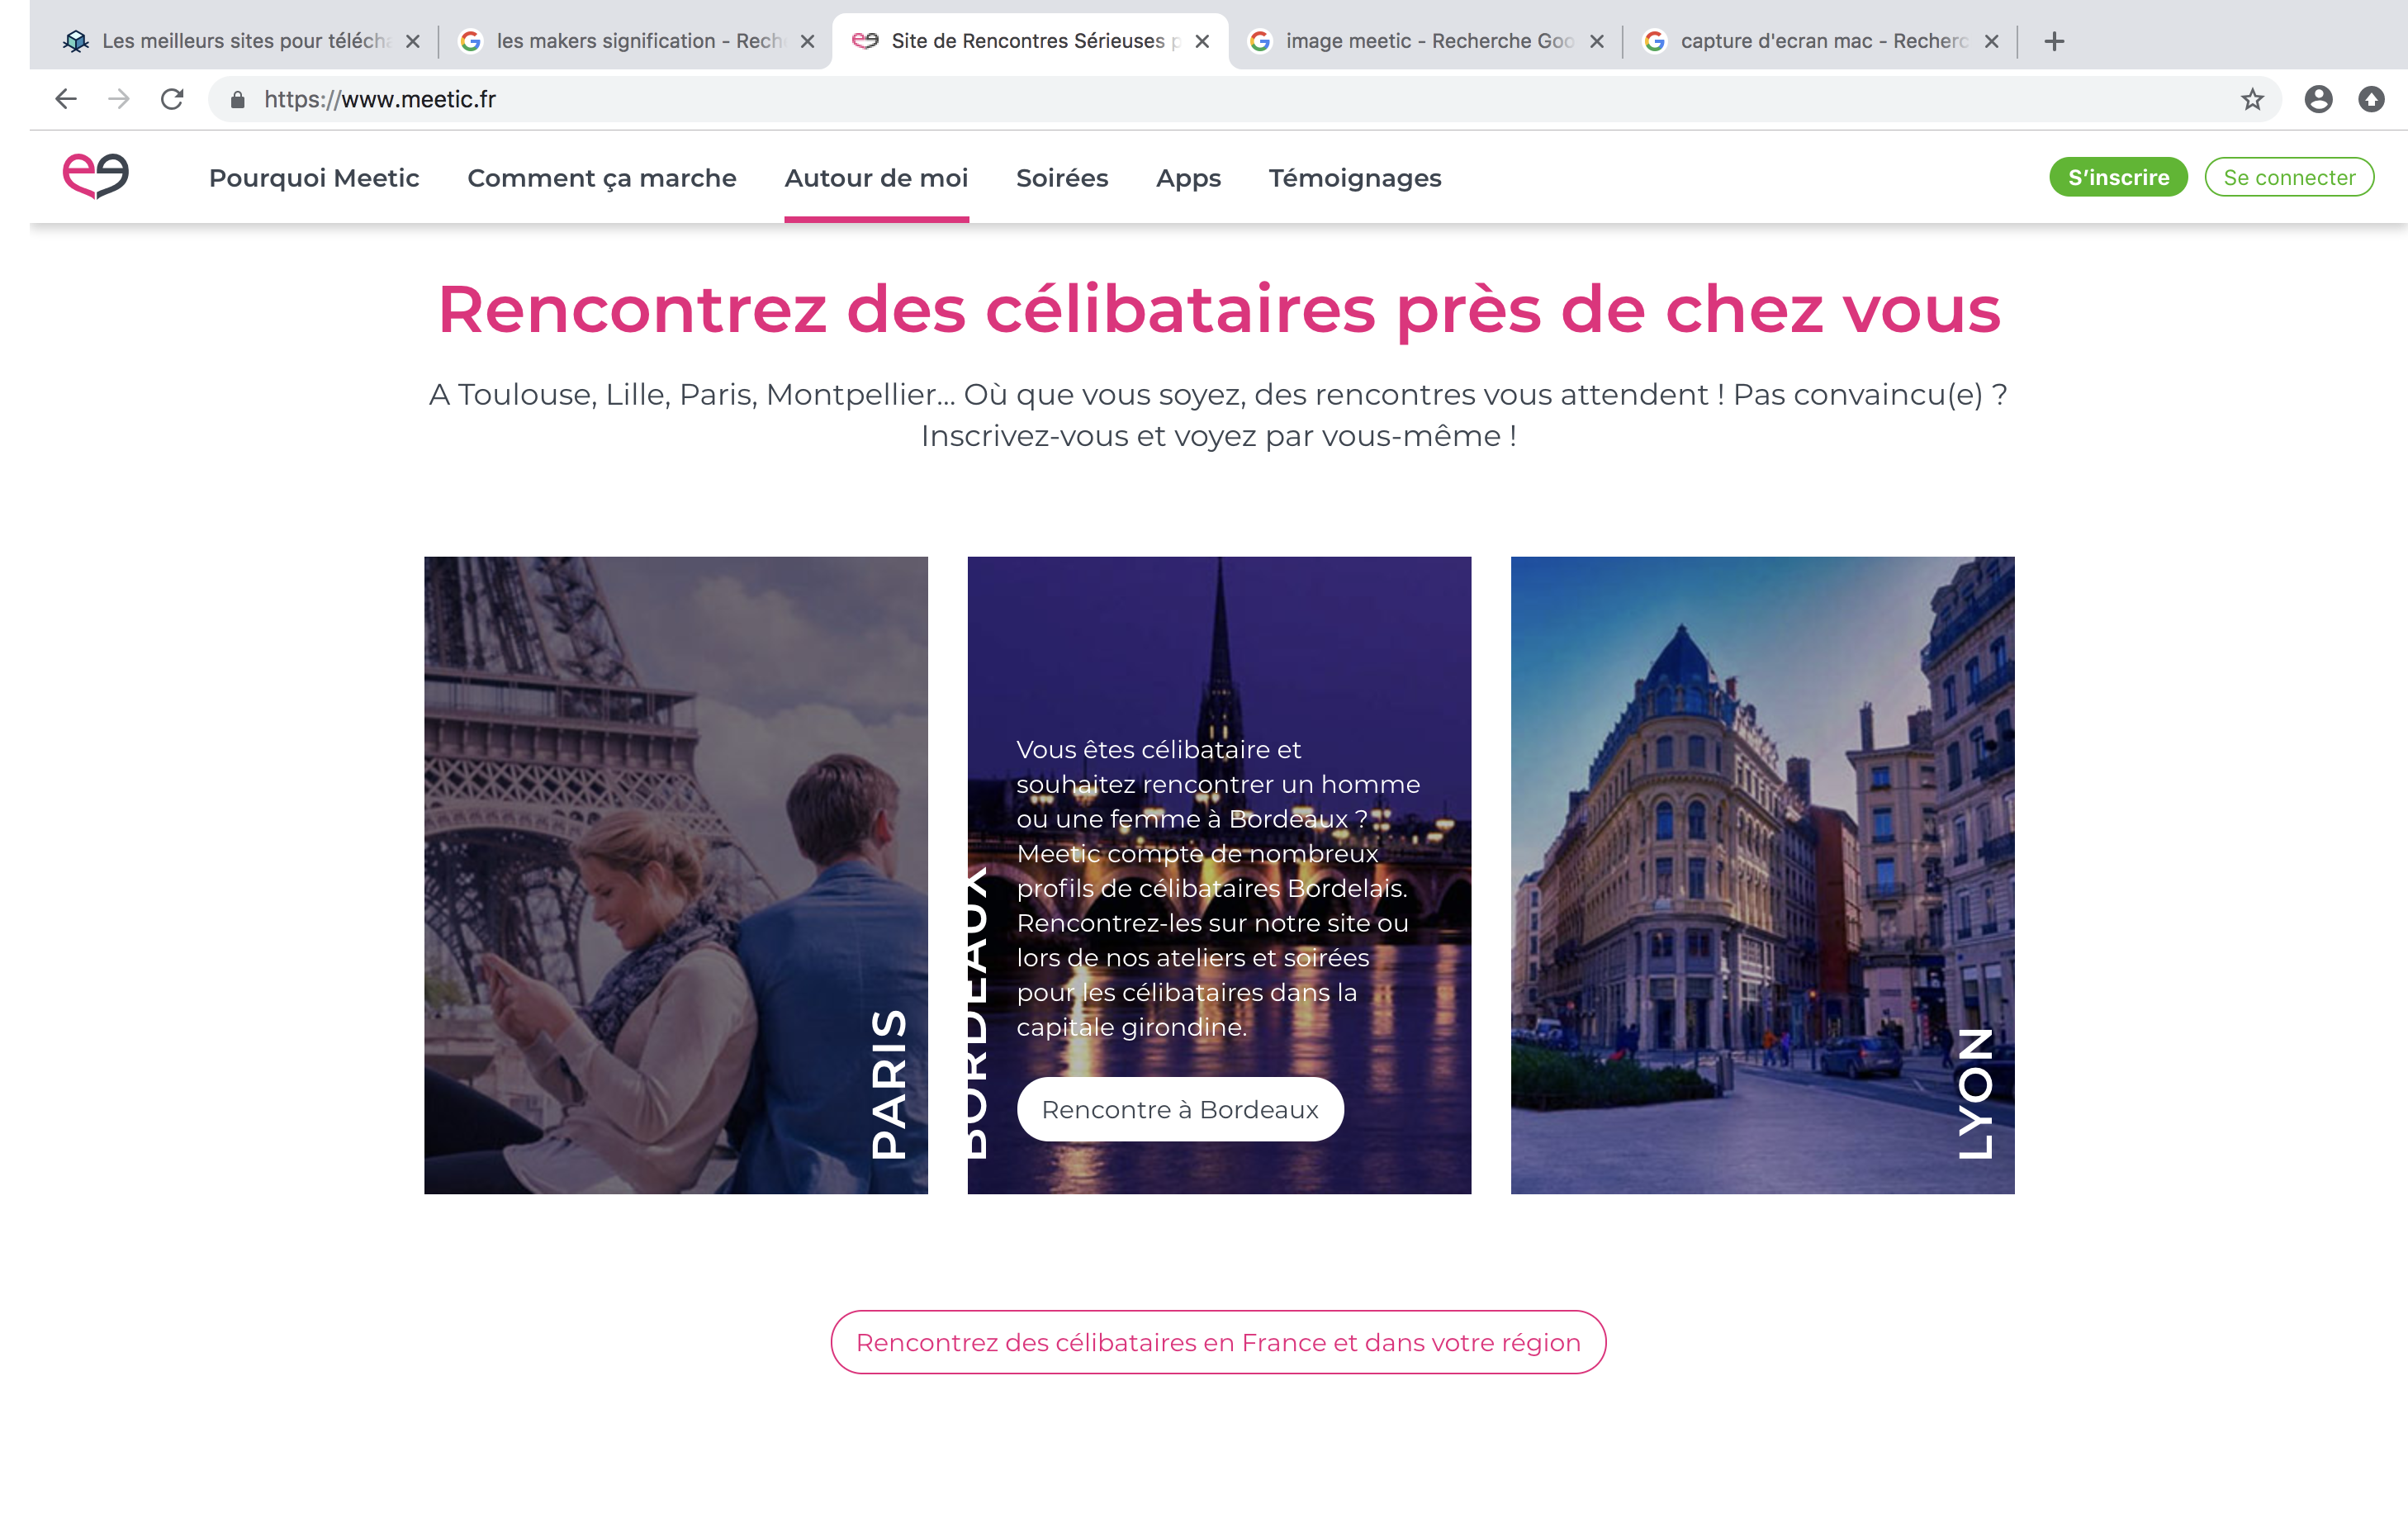 Les meilleurs sites pour téléch
les makers signification - Rech
Site de Rencontres Sérieuses p
image meetic - Recherche Goo
capture d'ecran mac - Recherc
https://www.meetic.fr
Pourquoi Meetic
Comment ça marche
Autour de moi
Soirées
Apps
Témoignages
S'inscrire
Se connecter
Rencontrez des célibataires près de chez vous
A Toulouse, Lille, Paris, Montpellier... Où que vous soyez, des rencontres vous attendent ! Pas convaincu(e) ?
Inscrivez-vous et voyez par vous-même !
PARIS
BORDEAUX
Vous êtes célibataire et
souhaitez rencontrer un homme
ou une femme à Bordeaux ?
Meetic compte de nombreux
profils de célibataires Bordelais.
Rencontrez-les sur notre site ou
lors de nos ateliers et soirées
pour les célibataires dans la
capitale girondine.
Rencontre à Bordeaux
LYON
Rencontrez des célibataires en France et dans votre région